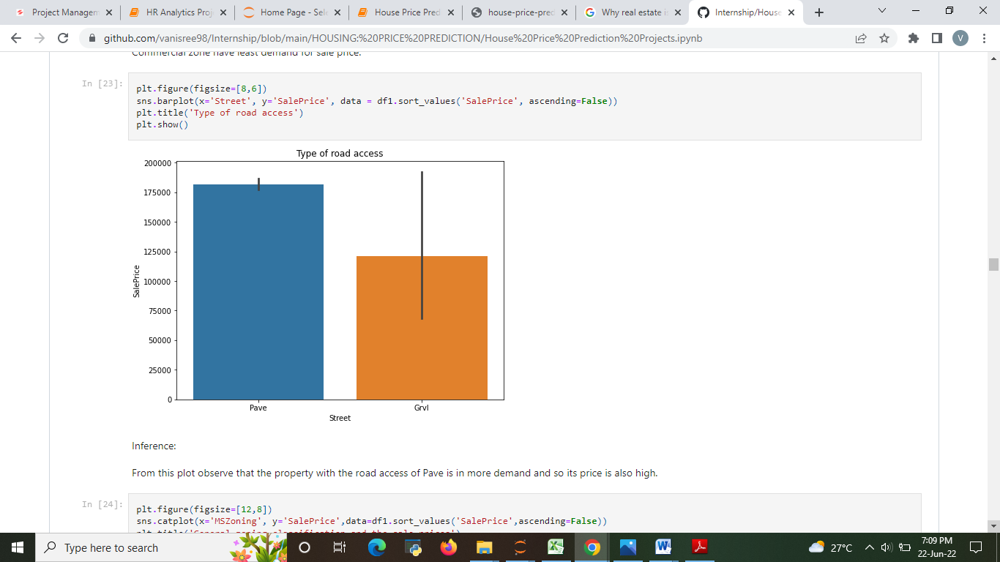 Project Managem
HR Analytics Proj
Home Page - Sele
House Price Pred
house-price-pred
Why real estate is
Internship/House
github.com/vanisree98/Internship/blob/main/HOUSING:%20PRICE%20PREDICTION/House%20Price%20Prediction%20Projects.ipynb
V
Commercial zone have least demand for sale price.
In [23]:
plt.figure(figsize=[8,6])
sns.barplot(x='Street', y='SalePrice', data = df1.sort_values('SalePrice', ascending=False))
plt.title('Type of road access')
plt.show()
Type of road access
200000
175000
150000
125000
100000
75000
50000
25000
0
SalePrice
Pave
Grvl
Street
Inference:
From this plot observe that the property with the road access of Pave is in more demand and so its price is also high.
In [24]:
plt.figure(figsize=[12,8])
sns.catplot(x='MSZoning', y='SalePrice',data=df1.sort_values('SalePrice',ascending=False))
Type here to search
27°C
7:09 PM
22-Jun-22